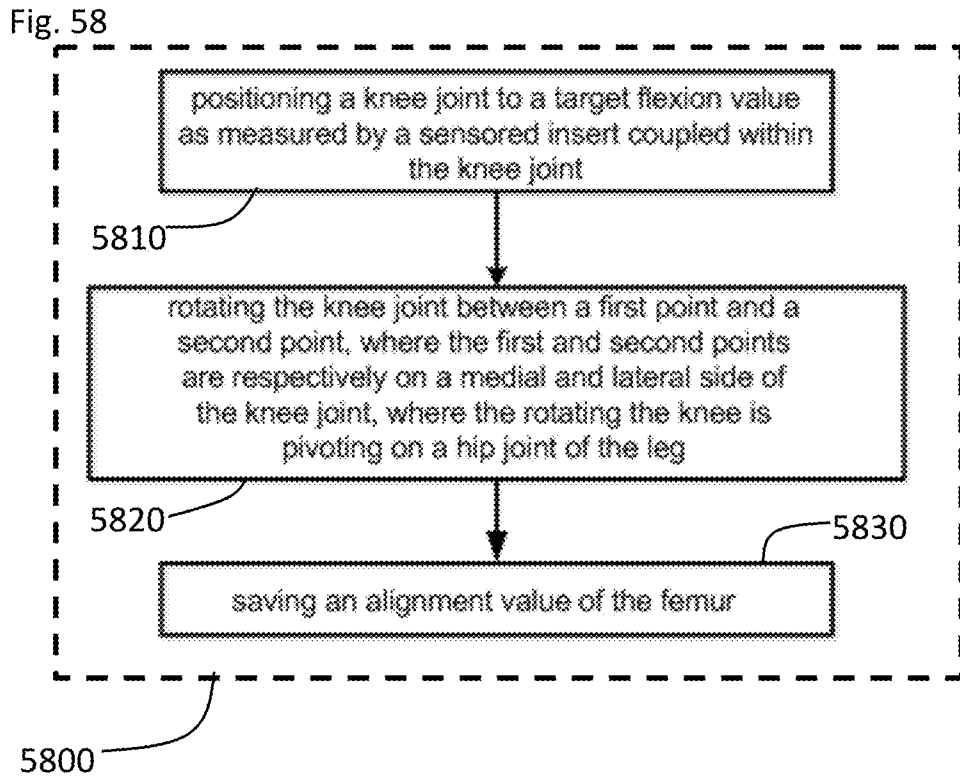 Fig. 58
positioning a knee joint to a target flexion value
as measured by a sensored insert coupled within
the knee joint
5810
rotating the knee joint between a first point and a
second point, where the first and second points
are respectively on a medial and lateral side of
the knee joint, where the rotating the knee is
pivoting on a hip joint of the leg
5820
5830
saving an alignment value of the femur
5800